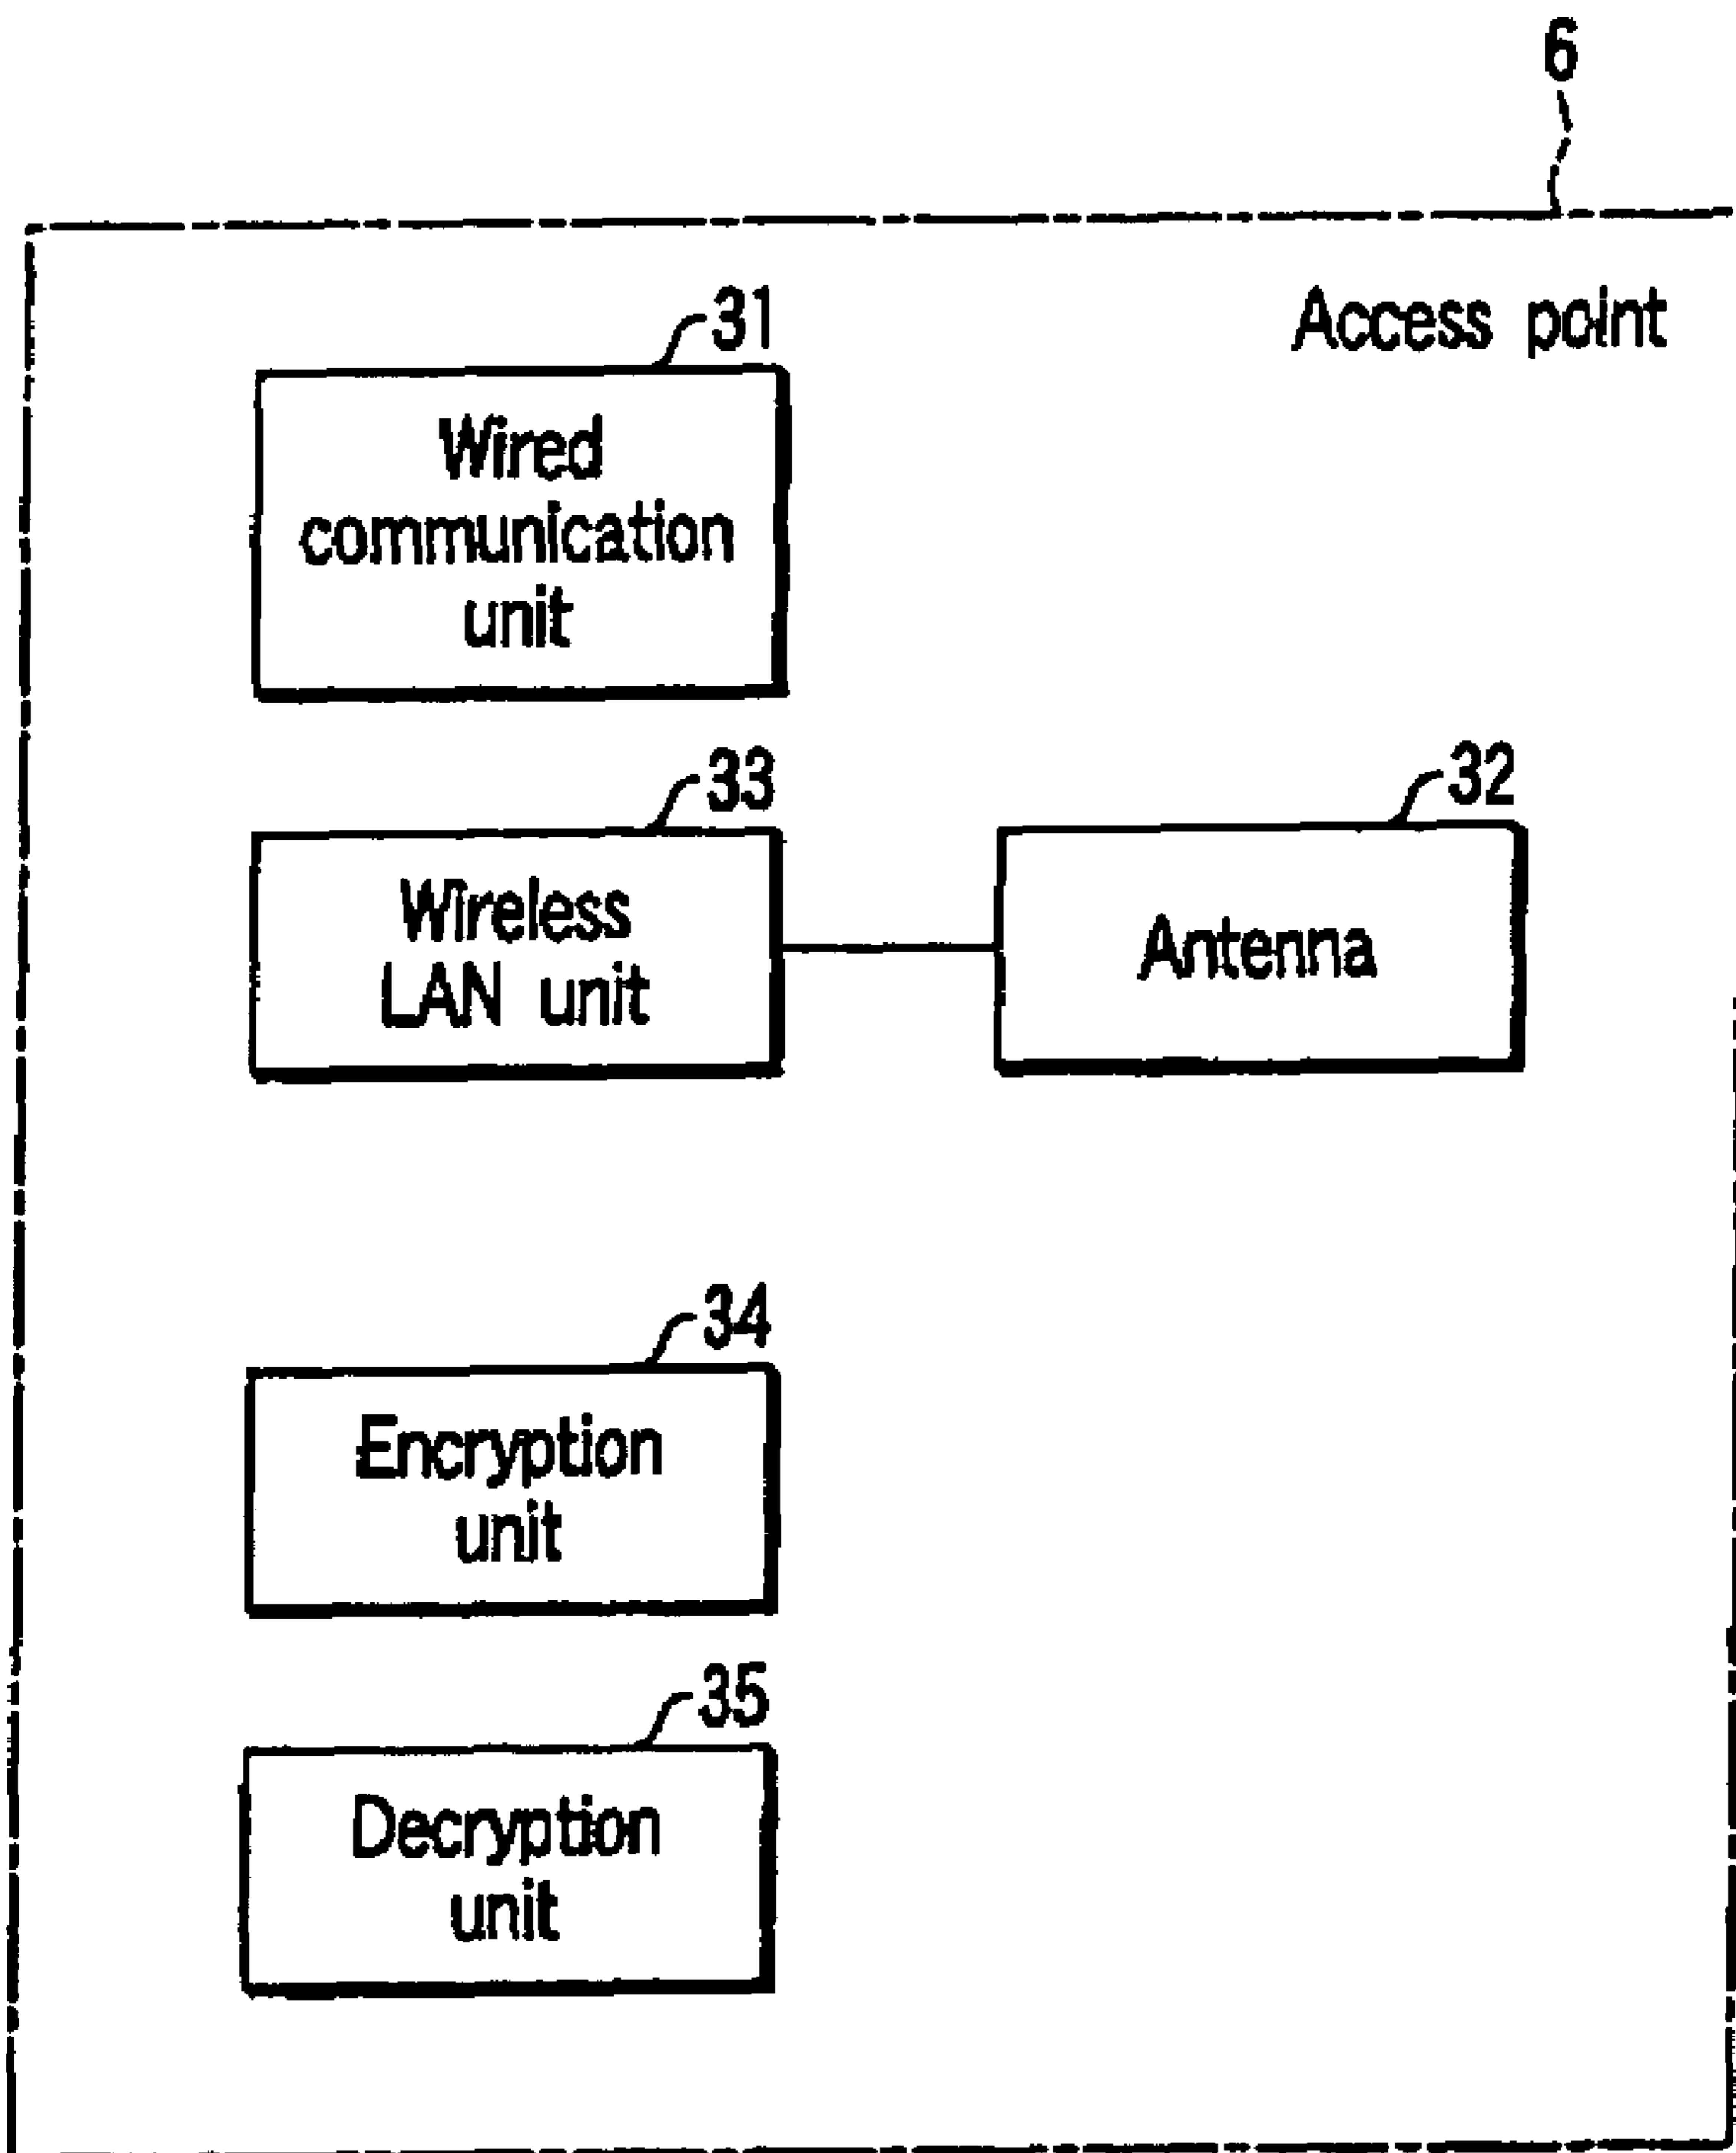 6
Access point
31
Wired
communication
unit
33
Wireless
LAN unit
32
Antenna
34
Encryption
unit
35
Decryption
unit